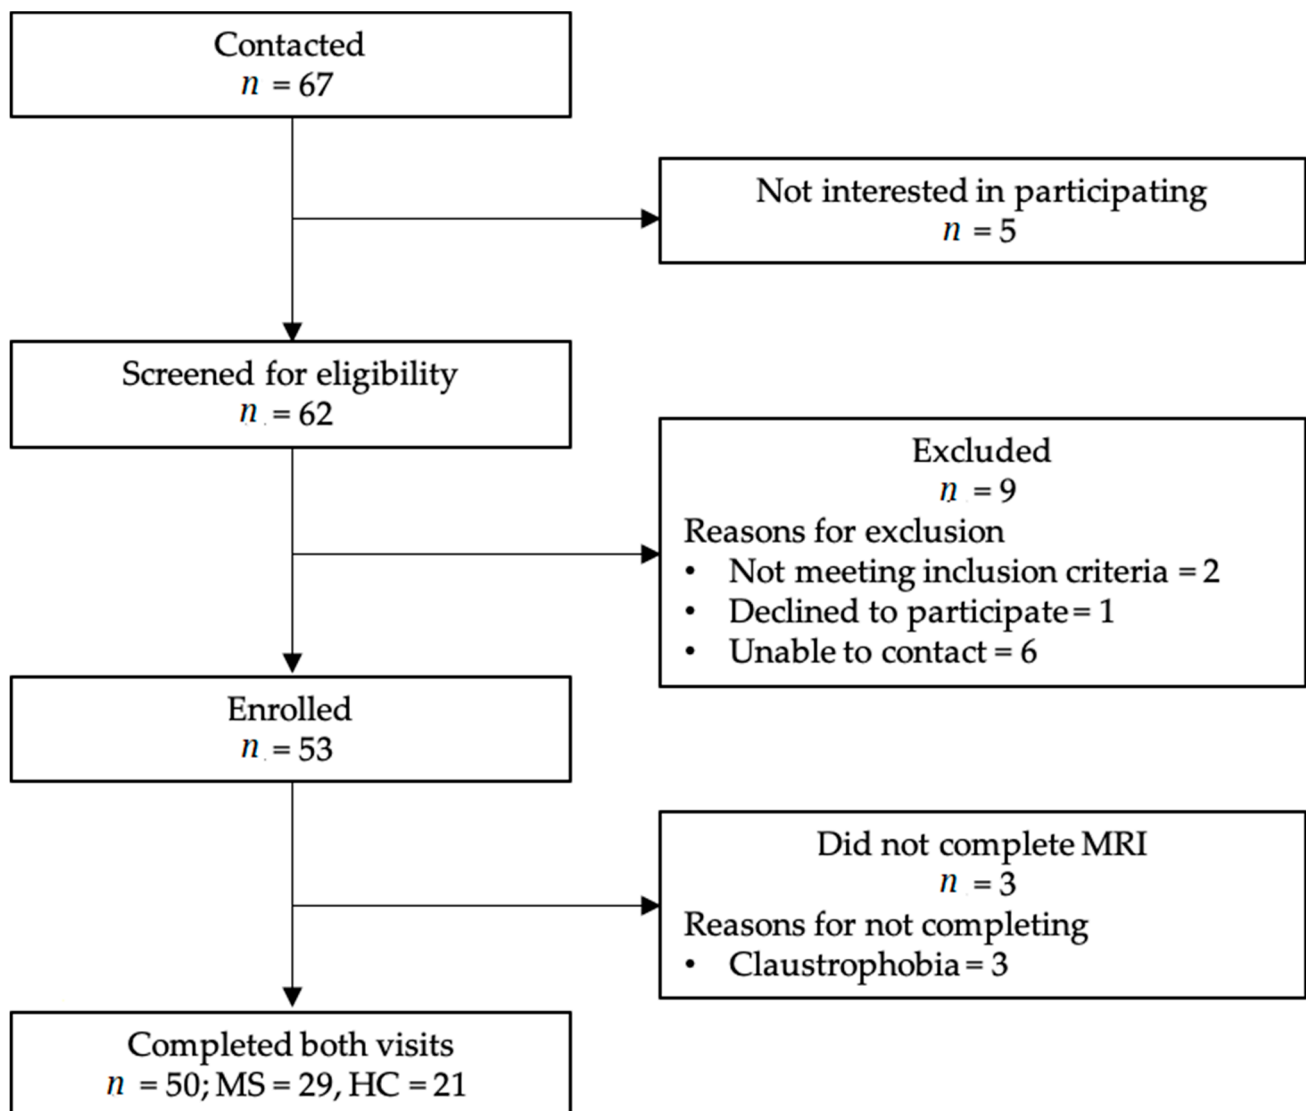 Contacted
n = 67
Not interested in participating
n = 5
Screened for eligibility
n = 62
Excluded
n = 9
Reasons for exclusion
• Not meeting inclusion criteria = 2
• Declined to participate = 1
• Unable to contact = 6
Enrolled
n = 53
Did not complete MRI
n = 3
Reasons for not completing
• Claustrophobia = 3
Completed both visits
n = 50; MS = 29, HC = 21